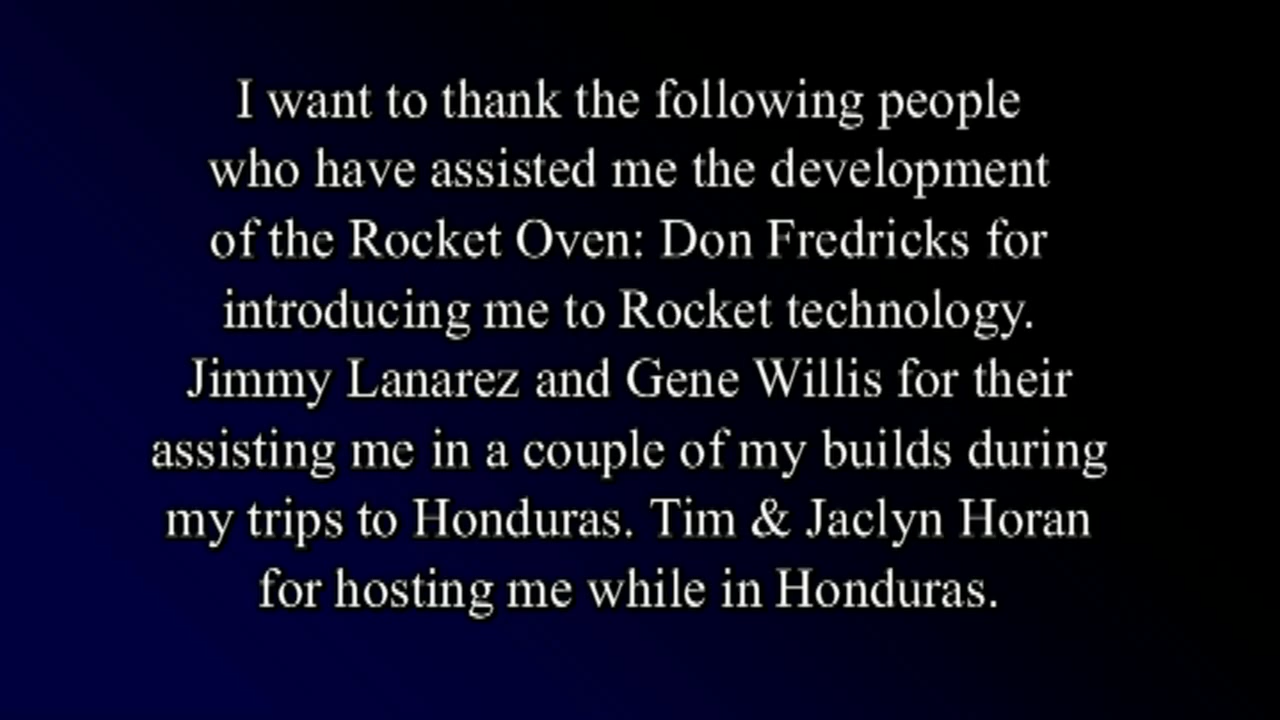 I want to thank the following people
who have assisted me the development
of the Rocket Oven: Don Fredricks for
introducing me to Rocket technology.
Jimmy Lanarez and Gene Willis for their
assisting me in a couple of my builds during
my trips to Honduras. Tim & Jaclyn Horan
for hosting me while in Honduras.